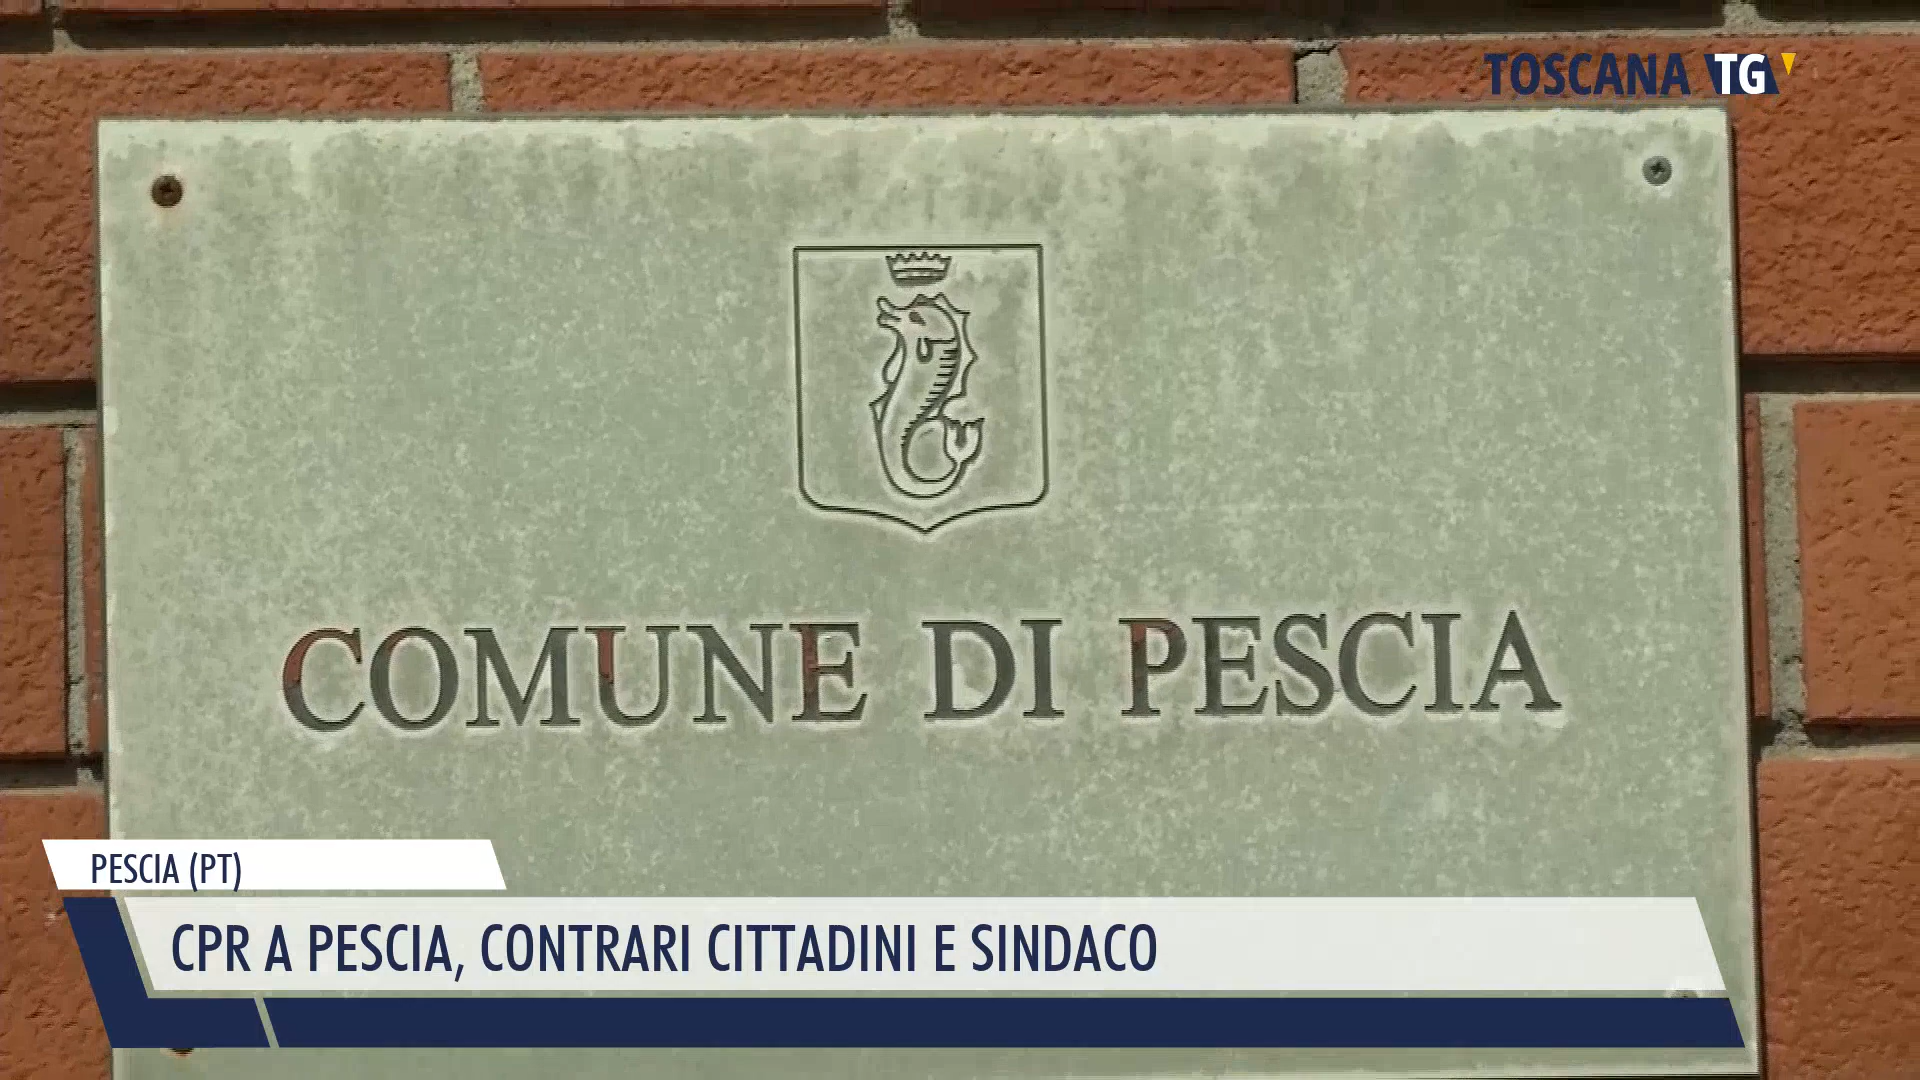 TOSCANA TG
COMUNE DI PESCIA
PESCIA (PT)
CPR A PESCIA, CONTRARI CITTADINI E SINDACO